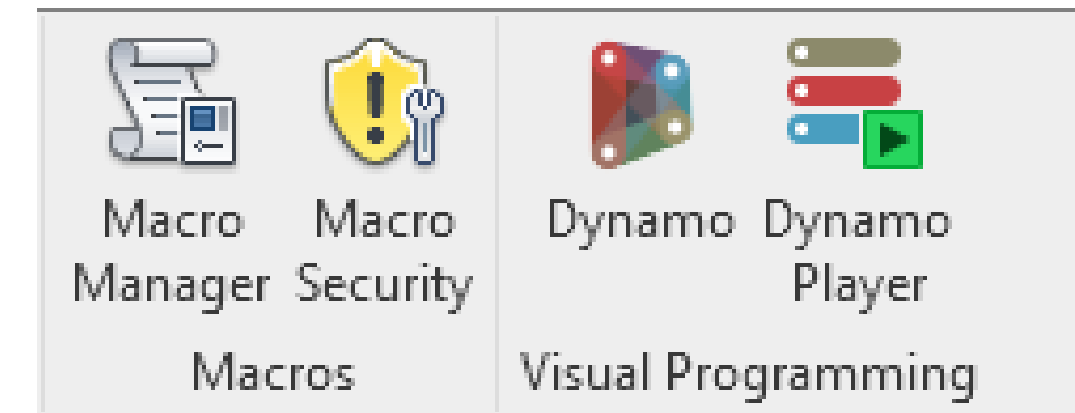 Macro Manager
Macro Security
Dynamo
Dynamo Player
Macros
Visual Programming